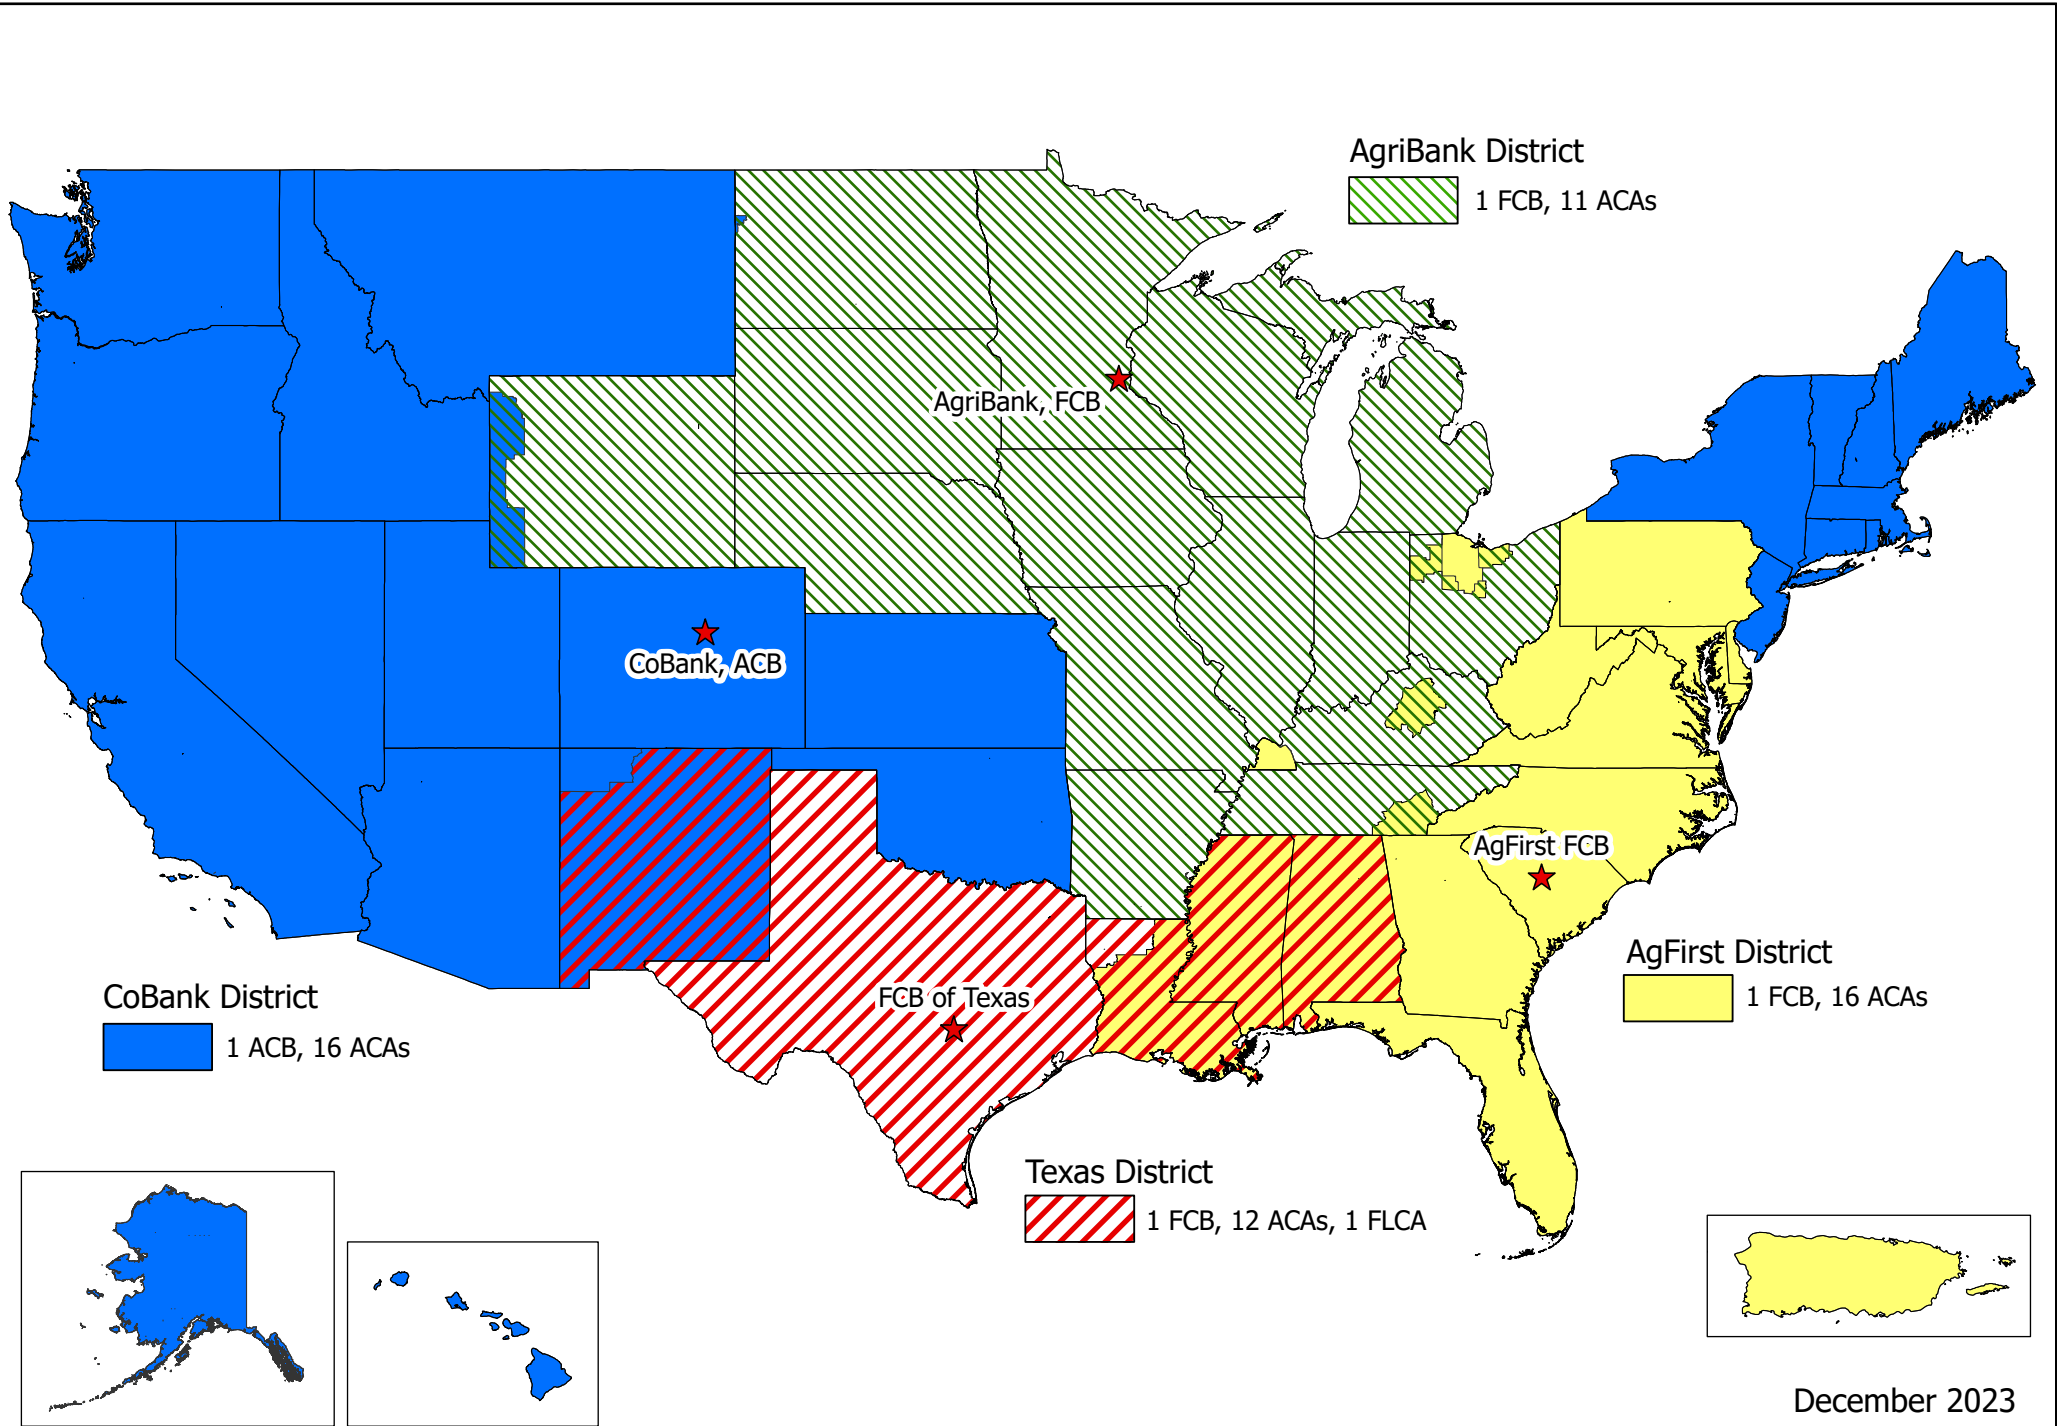 AgriBank District
1 FCB, 11 ACAs
AgriBank, FCB
CoBank, ACB
AgFirst FCB
AgFirst District
1 FCB, 16 ACAs
CoBank District
1 ACB, 16 ACAs
FCB of Texas
Texas District
1 FCB, 12 ACAs, 1 FLCA
December 2023